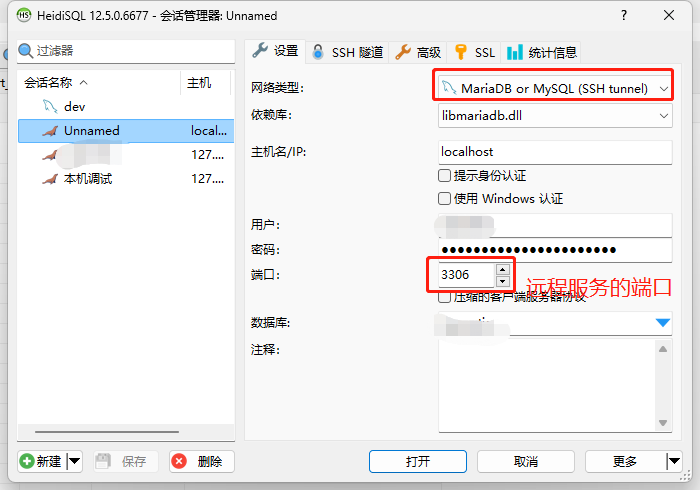 HeidiSQL 12.5.0.6677 - 会话管理器: Unnamed
过滤器
会话名称 主机
dev
Unnamed local...
127....
本机调试 127....
设置 SSH 隧道 高级 SSL 统计信息
网络类型: MariaDB or MySQL (SSH tunnel)
依赖库: libmariadb.dll
主机名/IP: localhost
提示身份认证
使用 Windows 认证
用户:
密码: ●●●●●●●●●●●●●●●●●●●●●
端口: 3306
远程服务的端口
压缩的客户端服务器协议
数据库:
注释:
新建 保存 删除 打开 取消 更多